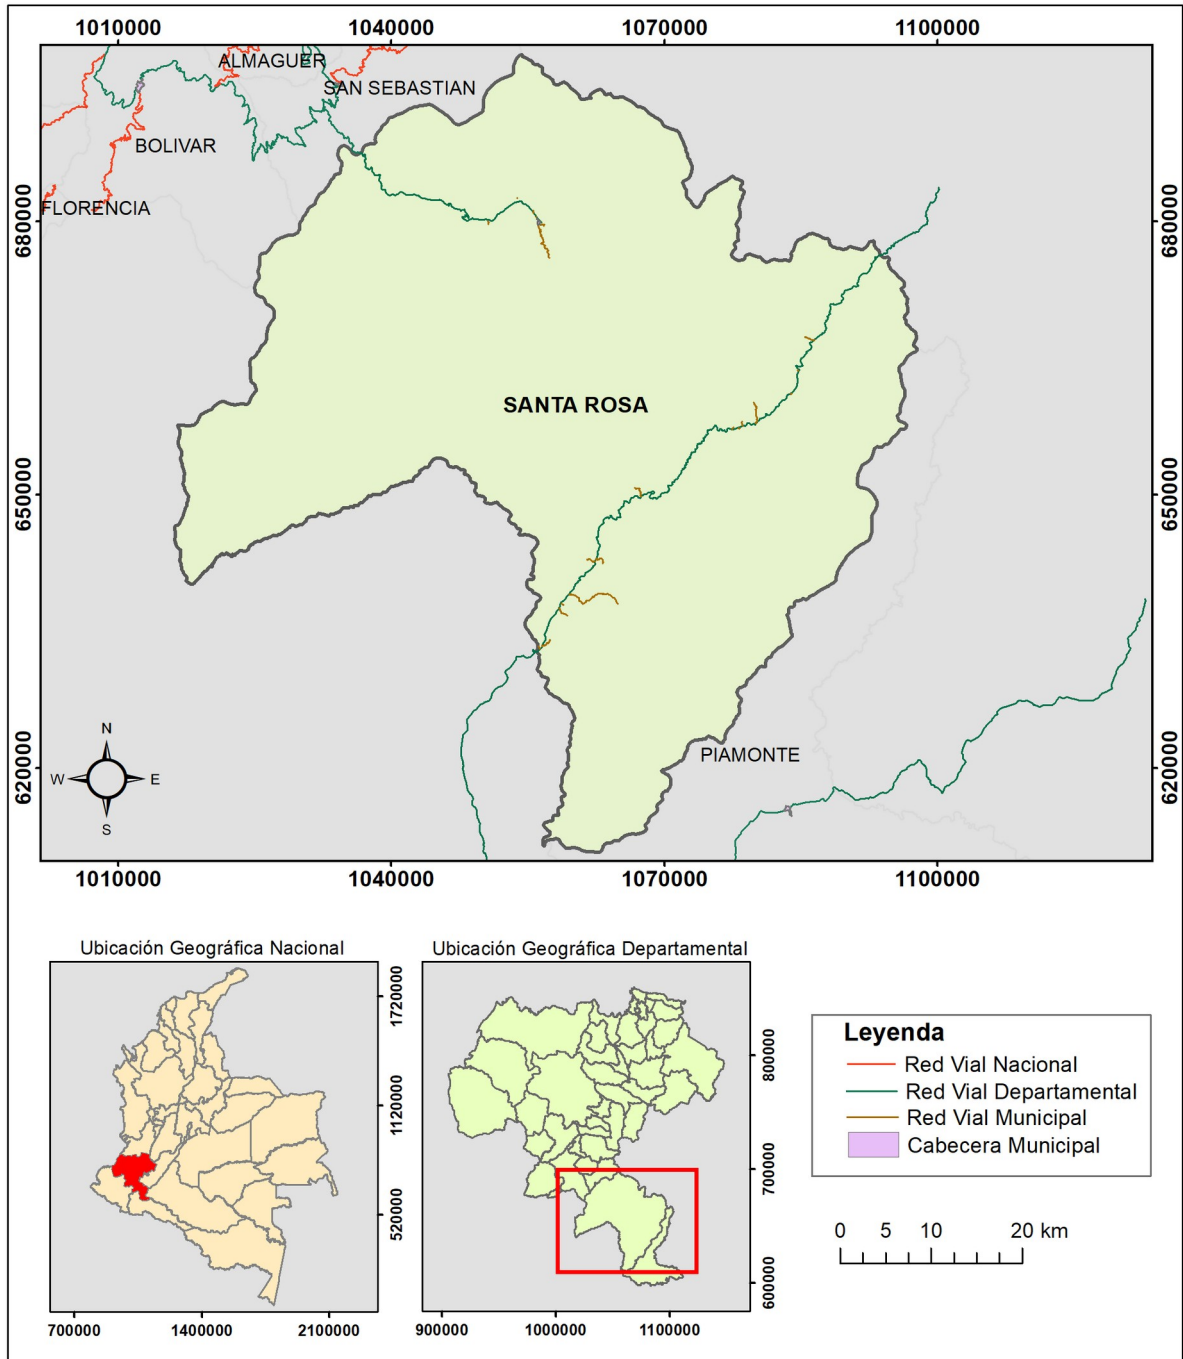 1010000 1040000 1070000 1100000
ALMAGUER
SAN SEBASTIAN
BOLIVAR
FLORENCIA
680000 680000
SANTA ROSA
650000 650000
N
W E
S
PIAMONTE
620000 620000
1010000 1040000 1070000 1100000
Ubicación Geográfica Nacional
1720000
1120000
520000
700000 1400000 2100000
Ubicación Geográfica Departamental
800000
700000
600000
900000 1000000 1100000
Leyenda
Red Vial Nacional
Red Vial Departamental
Red Vial Municipal
Cabecera Municipal
0 5 10 20 km